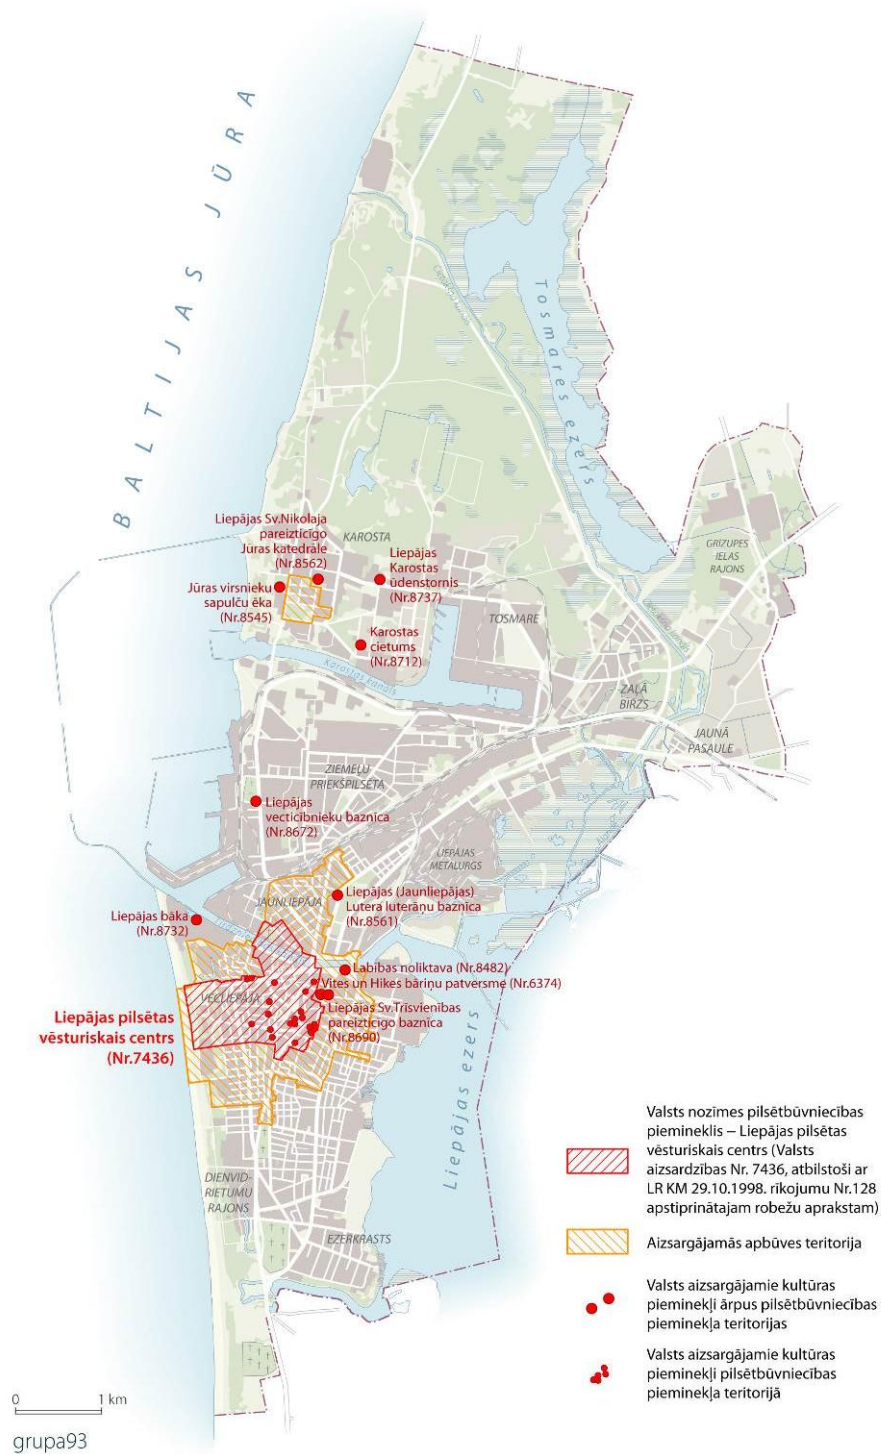 BALTIJAS JŪRA
Tosmares ezers
Liepājas Sv.Nikolaja
pareizticīgo
Jūras katedrāle
(Nr.8562)
KAROSTA
Liepājas
Karostas
ūdenstornis
(Nr.8737)
GRĪZUPES
IELAS
RAJONS
Jūras virsnieku
sapulču ēka
(Nr.8545)
TOSMARE
Karostas
cietums
(Nr.8712)
Karostas kanāls
ZAĻĀ
BIRZS
JAUNĀ
PASAULE
ZIEMEĻU
PRIEKŠPILSĒTA
Liepājas
vecticībnieku baznīca
(Nr.8672)
LIEPĀJAS
METALURGS
JAUNLIEPĀJA
Liepājas (Jaunliepājas)
Lutera luterāņu baznīca
(Nr.8561)
Liepājas bāka
(Nr.8732)
Labības noliktava (Nr.8482)
Vites un Hikes bāriņu patversme (Nr.6374)
VECLIEPĀJA
Liepājas Sv.Trīsvienības
pareizticīgo baznīca
(Nr.8690)
Liepājas pilsētas
vēsturiskais centrs
(Nr.7436)
Liepājas ezers
DIENVID-
RIETUMU
RAJONS
EZERKRASTS
Valsts nozīmes pilsētbūvniecības
piemineklis – Liepājas pilsētas
vēsturiskais centrs (Valsts
aizsardzības Nr. 7436, atbilstoši ar
LR KM 29.10.1998. rīkojumu Nr.128
apstiprinātajam robežu aprakstam)
Aizsargājamās apbūves teritorija
Valsts aizsargājamie kultūras
pieminekļi ārpus pilsētbūvniecības
pieminekļa teritorijas
Valsts aizsargājamie kultūras
pieminekļi pilsētbūvniecības
pieminekļa teritorijā
0 1 km
grupa93